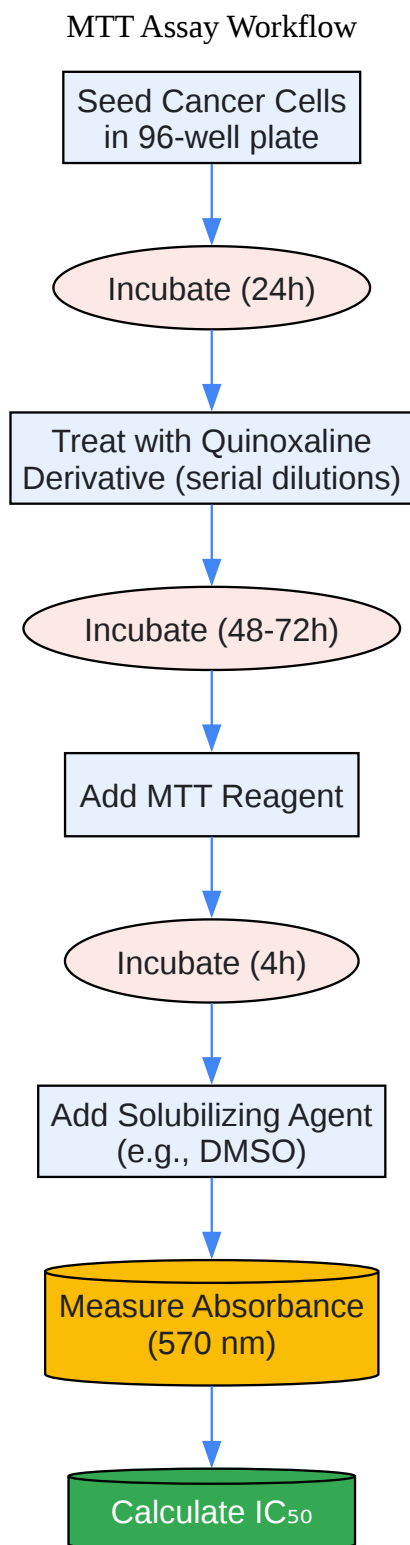 MTT Assay Workflow
Seed Cancer Cells
in 96-well plate
Incubate (24h)
Treat with Quinoxaline
Derivative (serial dilutions)
Incubate (48-72h)
Add MTT Reagent
Incubate (4h)
Add Solubilizing Agent
(e.g., DMSO)
Measure Absorbance
(570 nm)
Calculate IC₅₀